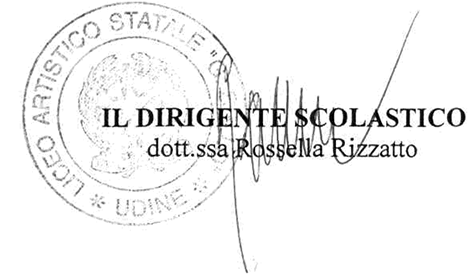 LICEO ARTISTICO STATALE
* UDINE *
IL DIRIGENTE SCOLASTICO
dott.ssa Rossella Rizzatto